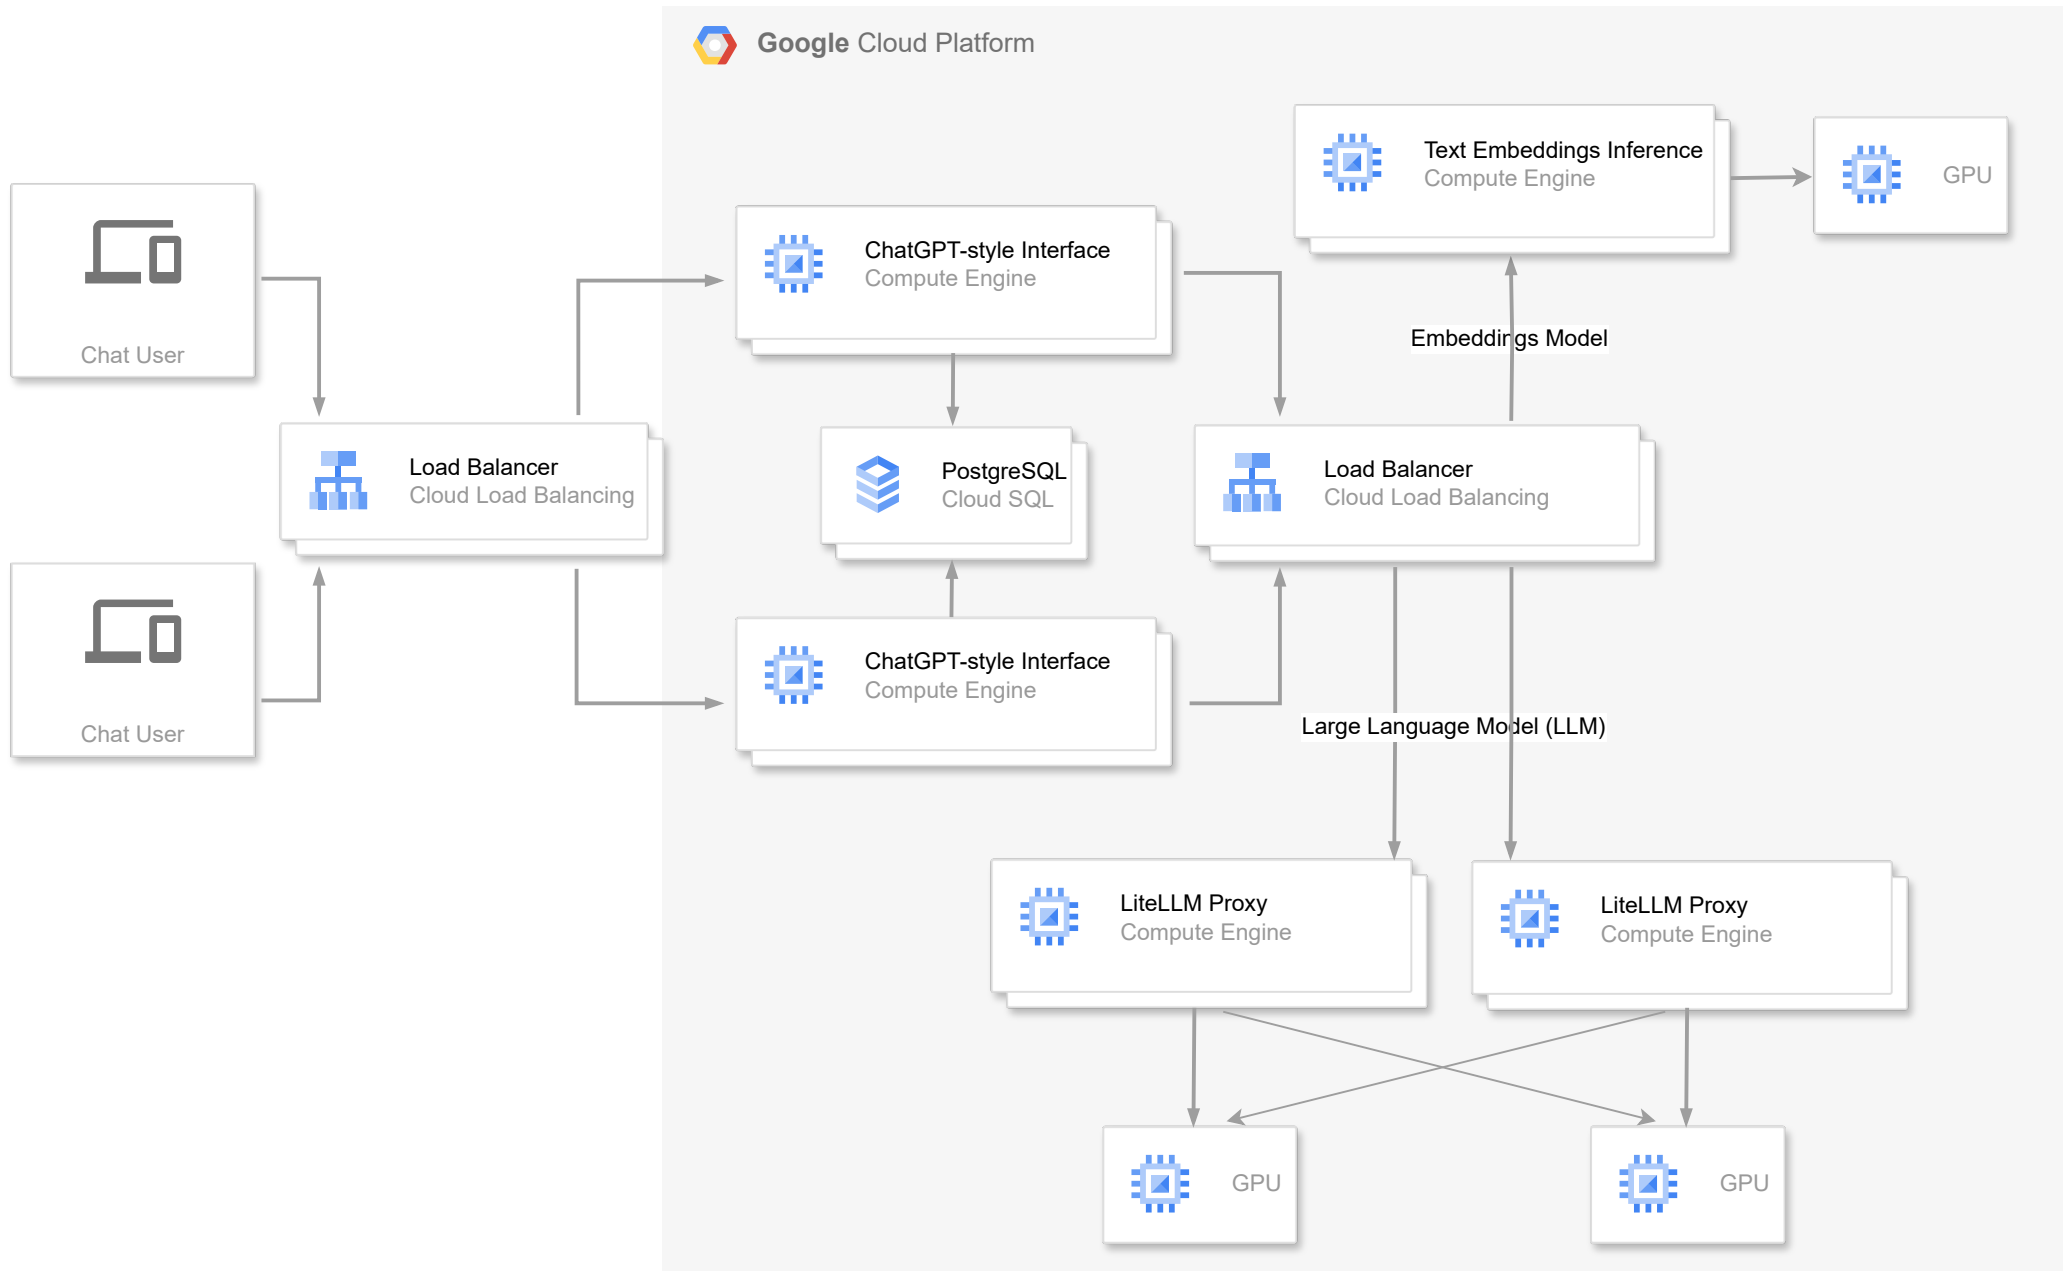 Google Cloud Platform
Text Embeddings Inference
Compute Engine
GPU
ChatGPT-style Interface
Compute Engine
Chat User
Embeddings Model
Load Balancer
Cloud Load Balancing
PostgreSQL
Cloud SQL
Load Balancer
Cloud Load Balancing
ChatGPT-style Interface
Compute Engine
Chat User
Large Language Model (LLM)
LiteLLM Proxy
Compute Engine
LiteLLM Proxy
Compute Engine
GPU
GPU